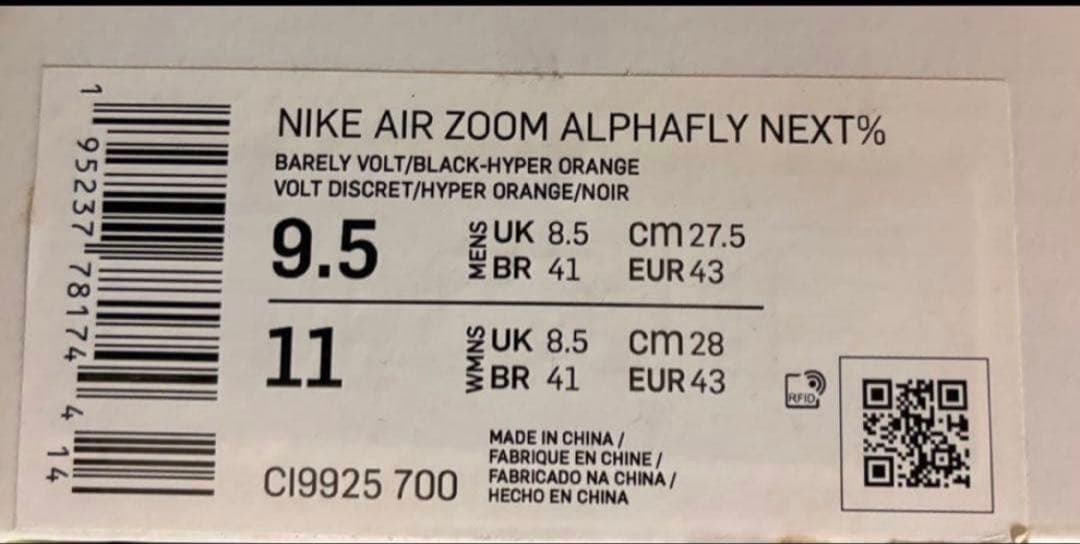 1 95237 78174 4 14
NIKE AIR ZOOM ALPHAFLY NEXT%
BARELY VOLT/BLACK-HYPER ORANGE
VOLT DISCRET/HYPER ORANGE/NOIR
9.5 MENS UK 8.5 cm 27.5
BR 41 EUR 43
11 WMNS UK 8.5 cm 28
BR 41 EUR 43
RFID
CI9925 700
MADE IN CHINA /
FABRIQUE EN CHINE /
FABRICADO NA CHINA /
HECHO EN CHINA